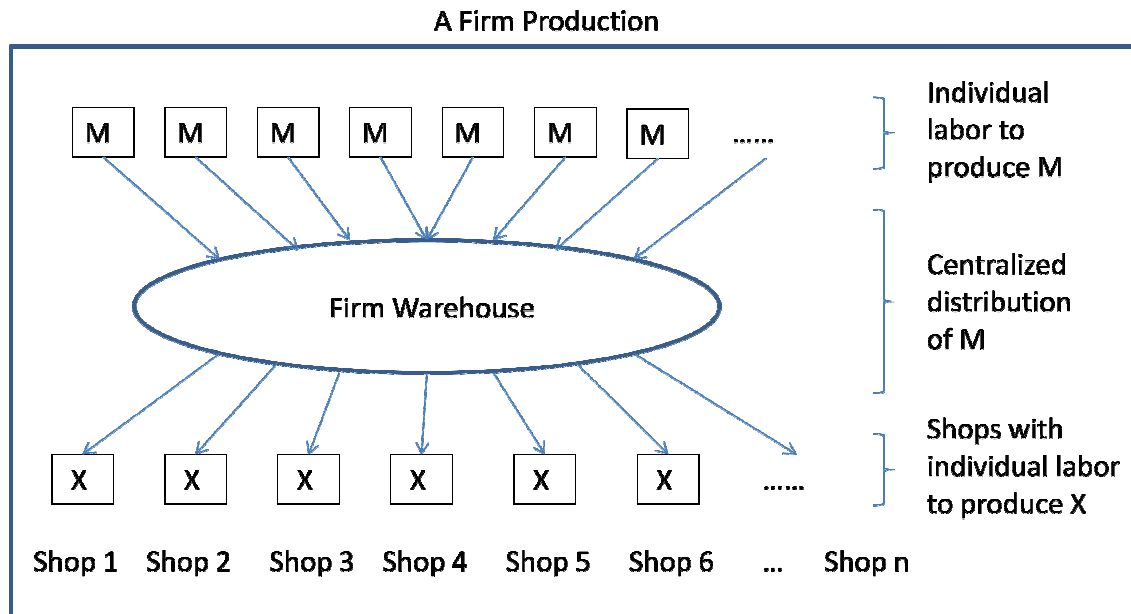 A Firm Production
M M M M M M M ......
Individual
labor to
produce M
Firm Warehouse
Centralized
distribution
of M
X X X X X X ......
Shops with
individual labor
to produce X
Shop 1 Shop 2 Shop 3 Shop 4 Shop 5 Shop 6 ... Shop n